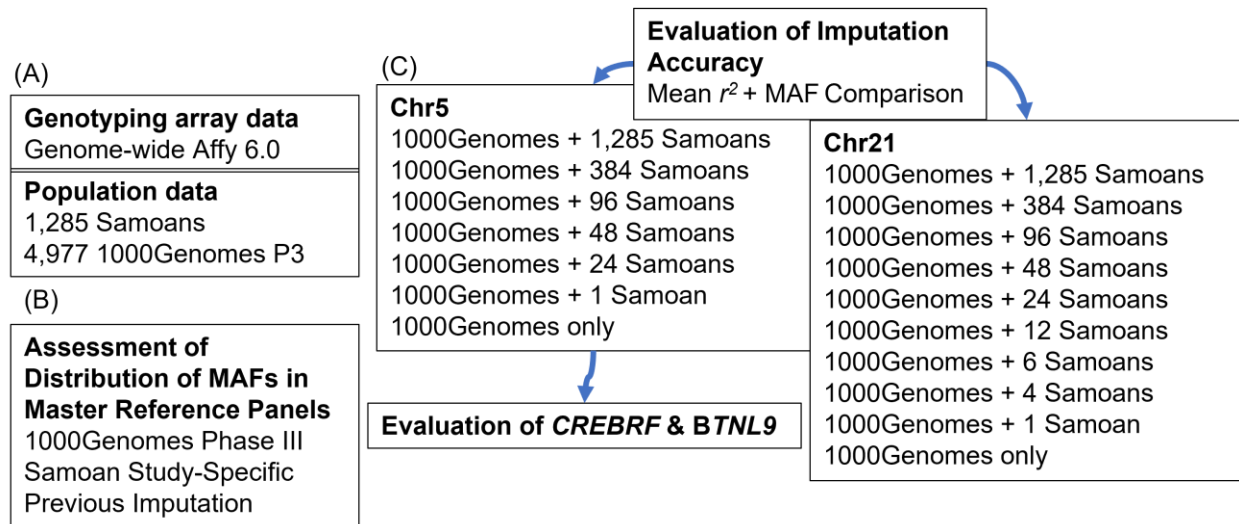 (A)
Genotyping array data
Genome-wide Affy 6.0
Population data
1,285 Samoans
4,977 1000Genomes P3
(B)
Assessment of
Distribution of MAFs in
Master Reference Panels
1000Genomes Phase III
Samoan Study-Specific
Previous Imputation
(C)
Evaluation of Imputation
Accuracy
Mean r² + MAF Comparison
Chr5
1000Genomes + 1,285 Samoans
1000Genomes + 384 Samoans
1000Genomes + 96 Samoans
1000Genomes + 48 Samoans
1000Genomes + 24 Samoans
1000Genomes + 1 Samoan
1000Genomes only
Evaluation of CREBRF & BTNL9
Chr21
1000Genomes + 1,285 Samoans
1000Genomes + 384 Samoans
1000Genomes + 96 Samoans
1000Genomes + 48 Samoans
1000Genomes + 24 Samoans
1000Genomes + 12 Samoans
1000Genomes + 6 Samoans
1000Genomes + 4 Samoans
1000Genomes + 1 Samoan
1000Genomes only